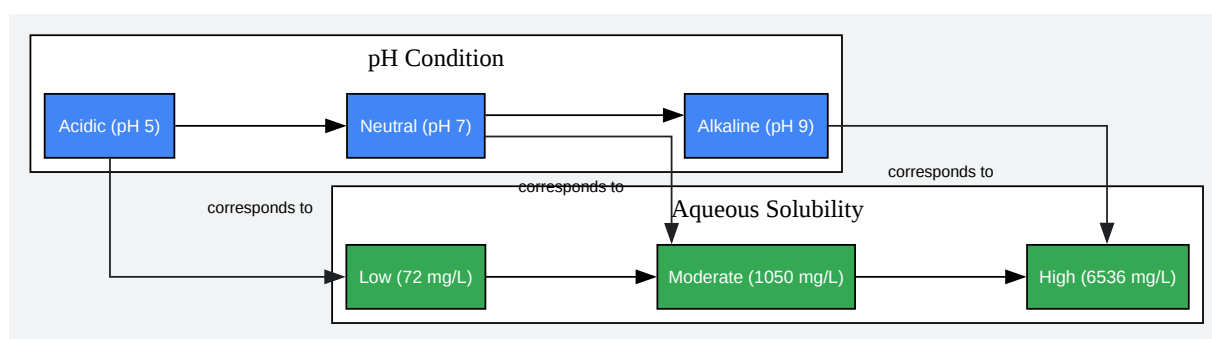 pH Condition
Acidic (pH 5)
Neutral (pH 7)
Alkaline (pH 9)
corresponds to
corresponds to
corresponds to
Aqueous Solubility
Low (72 mg/L)
Moderate (1050 mg/L)
High (6536 mg/L)